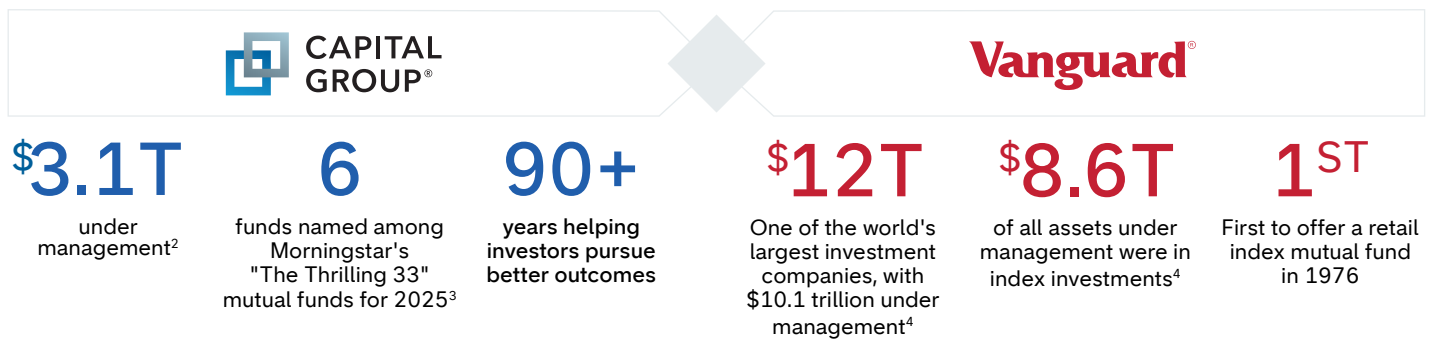 CAPITAL
GROUP®
$3.1T
under
management2
6
funds named among
Morningstar's
"The Thrilling 33"
mutual funds for 20253
90+
years helping
investors pursue
better outcomes
Vanguard®
$12T
One of the world's
largest investment
companies, with
$10.1 trillion under
management4
$8.6T
of all assets under
management were in
index investments4
1ST
First to offer a retail
index mutual fund
in 1976